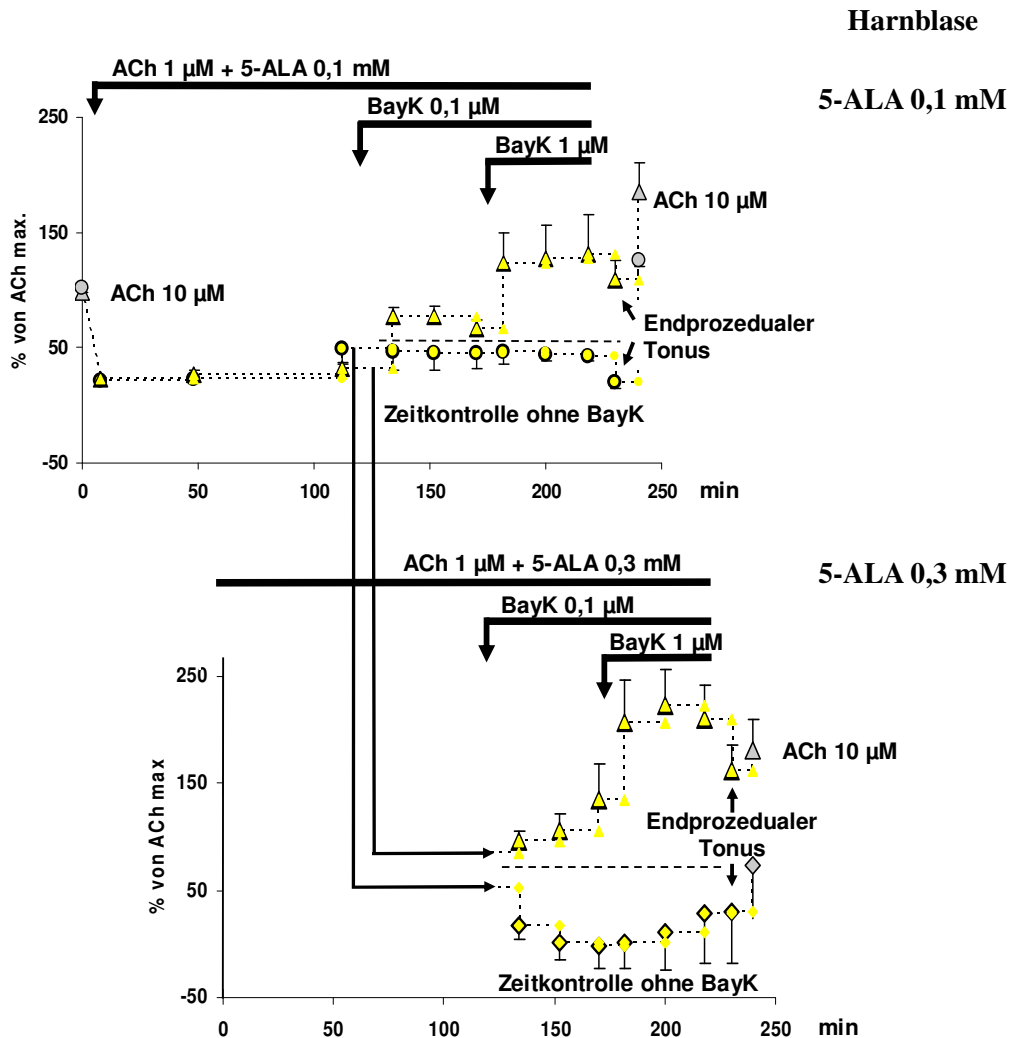 Harnblase
ACh 1 µM + 5-ALA 0,1 mM
5-ALA 0,1 mM
BayK 0,1 µM
BayK 1 µM
250
150
50
-50
% von ACh max.
ACh 10 µM
ACh 10 µM
Endprozedualer
Tonus
Zeitkontrolle ohne BayK
0
50
100
150
200
250
min
ACh 1 µM + 5-ALA 0,3 mM
5-ALA 0,3 mM
BayK 0,1 µM
BayK 1 µM
250
150
50
-50
% von ACh max
ACh 10 µM
Endprozedualer
Tonus
Zeitkontrolle ohne BayK
0
50
100
150
200
250
min